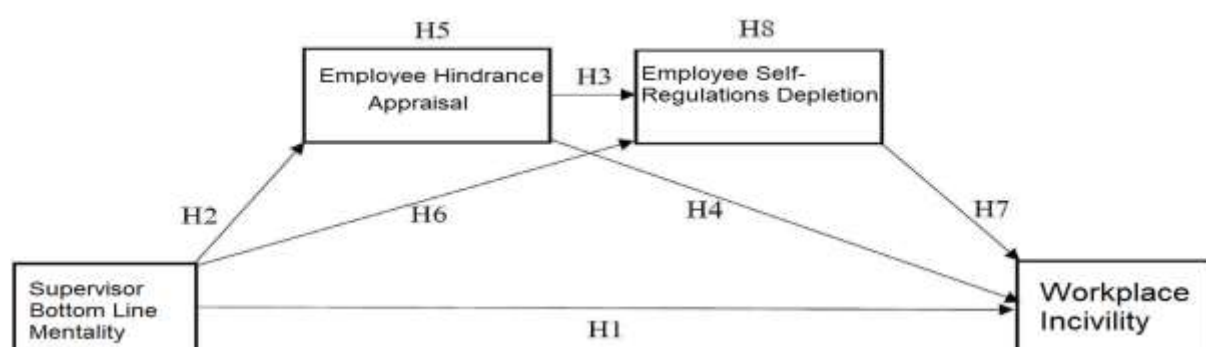 H5
H8
Employee Hindrance
Appraisal
H3
Employee Self-
Regulations Depletion
H2
H6
H4
H7
Supervisor
Bottom Line
Mentality
H1
Workplace
Incivility